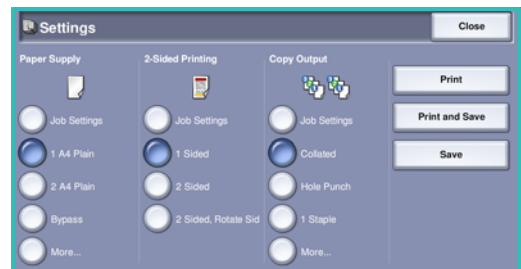 Settings
Close
Paper Supply
2-Sided Printing
Copy Output
Job Settings
1 A4 Plain
2 A4 Plain
Bypass
More...
Job Settings
1 Sided
2 Sided
2 Sided, Rotate Sid
Job Settings
Collated
Hole Punch
1 Staple
More...
Print
Print and Save
Save